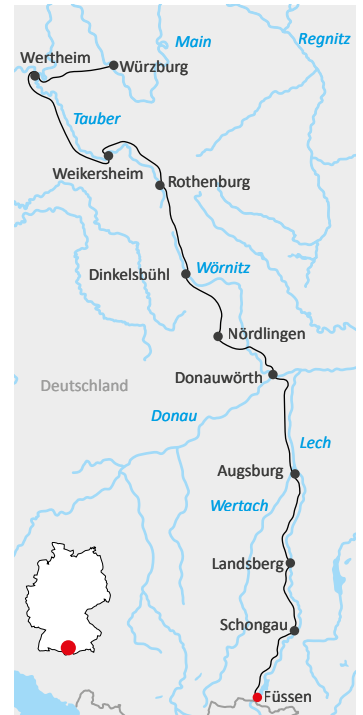 Main
Regnitz
Wertheim
Würzburg
Tauber
Weikersheim
Rothenburg
Dinkelsbühl
Wörnitz
Nördlingen
Donauwörth
Deutschland
Donau
Lech
Augsburg
Wertach
Landsberg
Schongau
Füssen